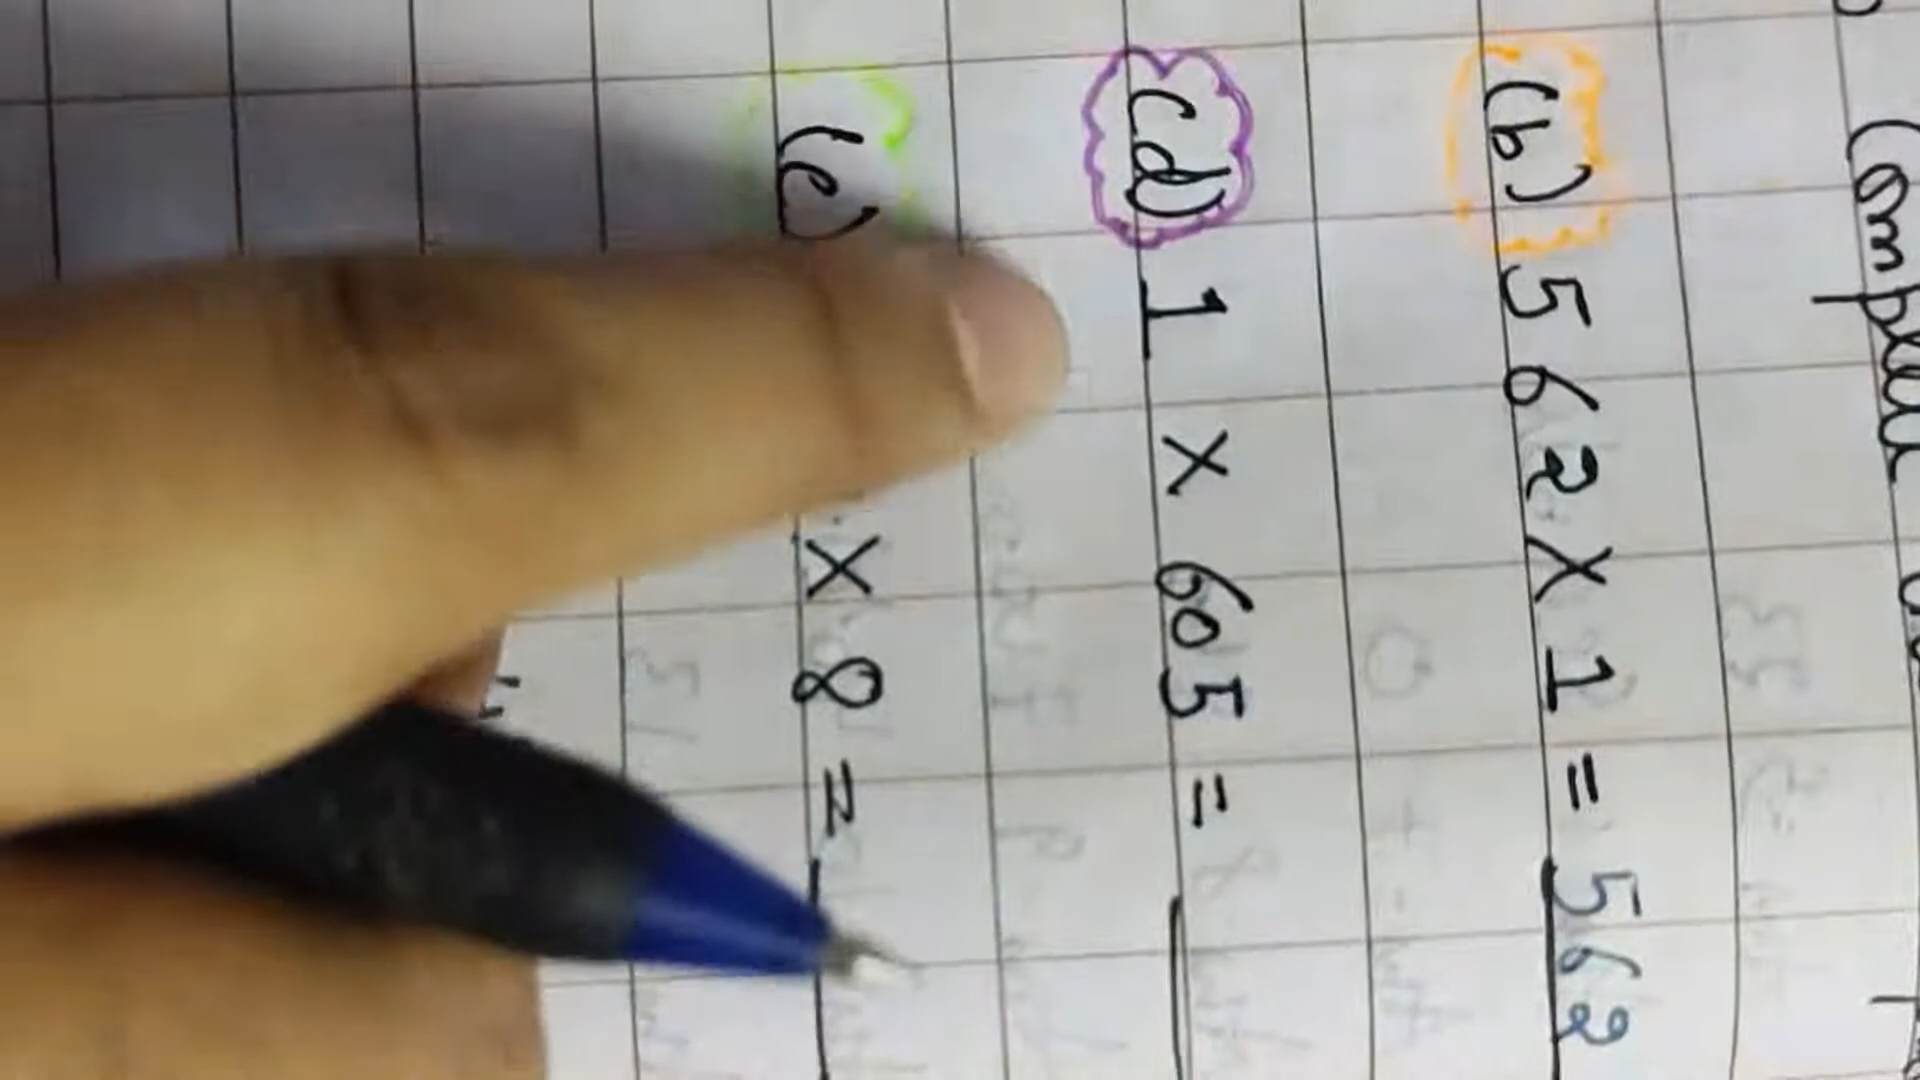 Complete
(b) 562 X 1 = 562
(d) 1 x 605 =
(e) X 8 =